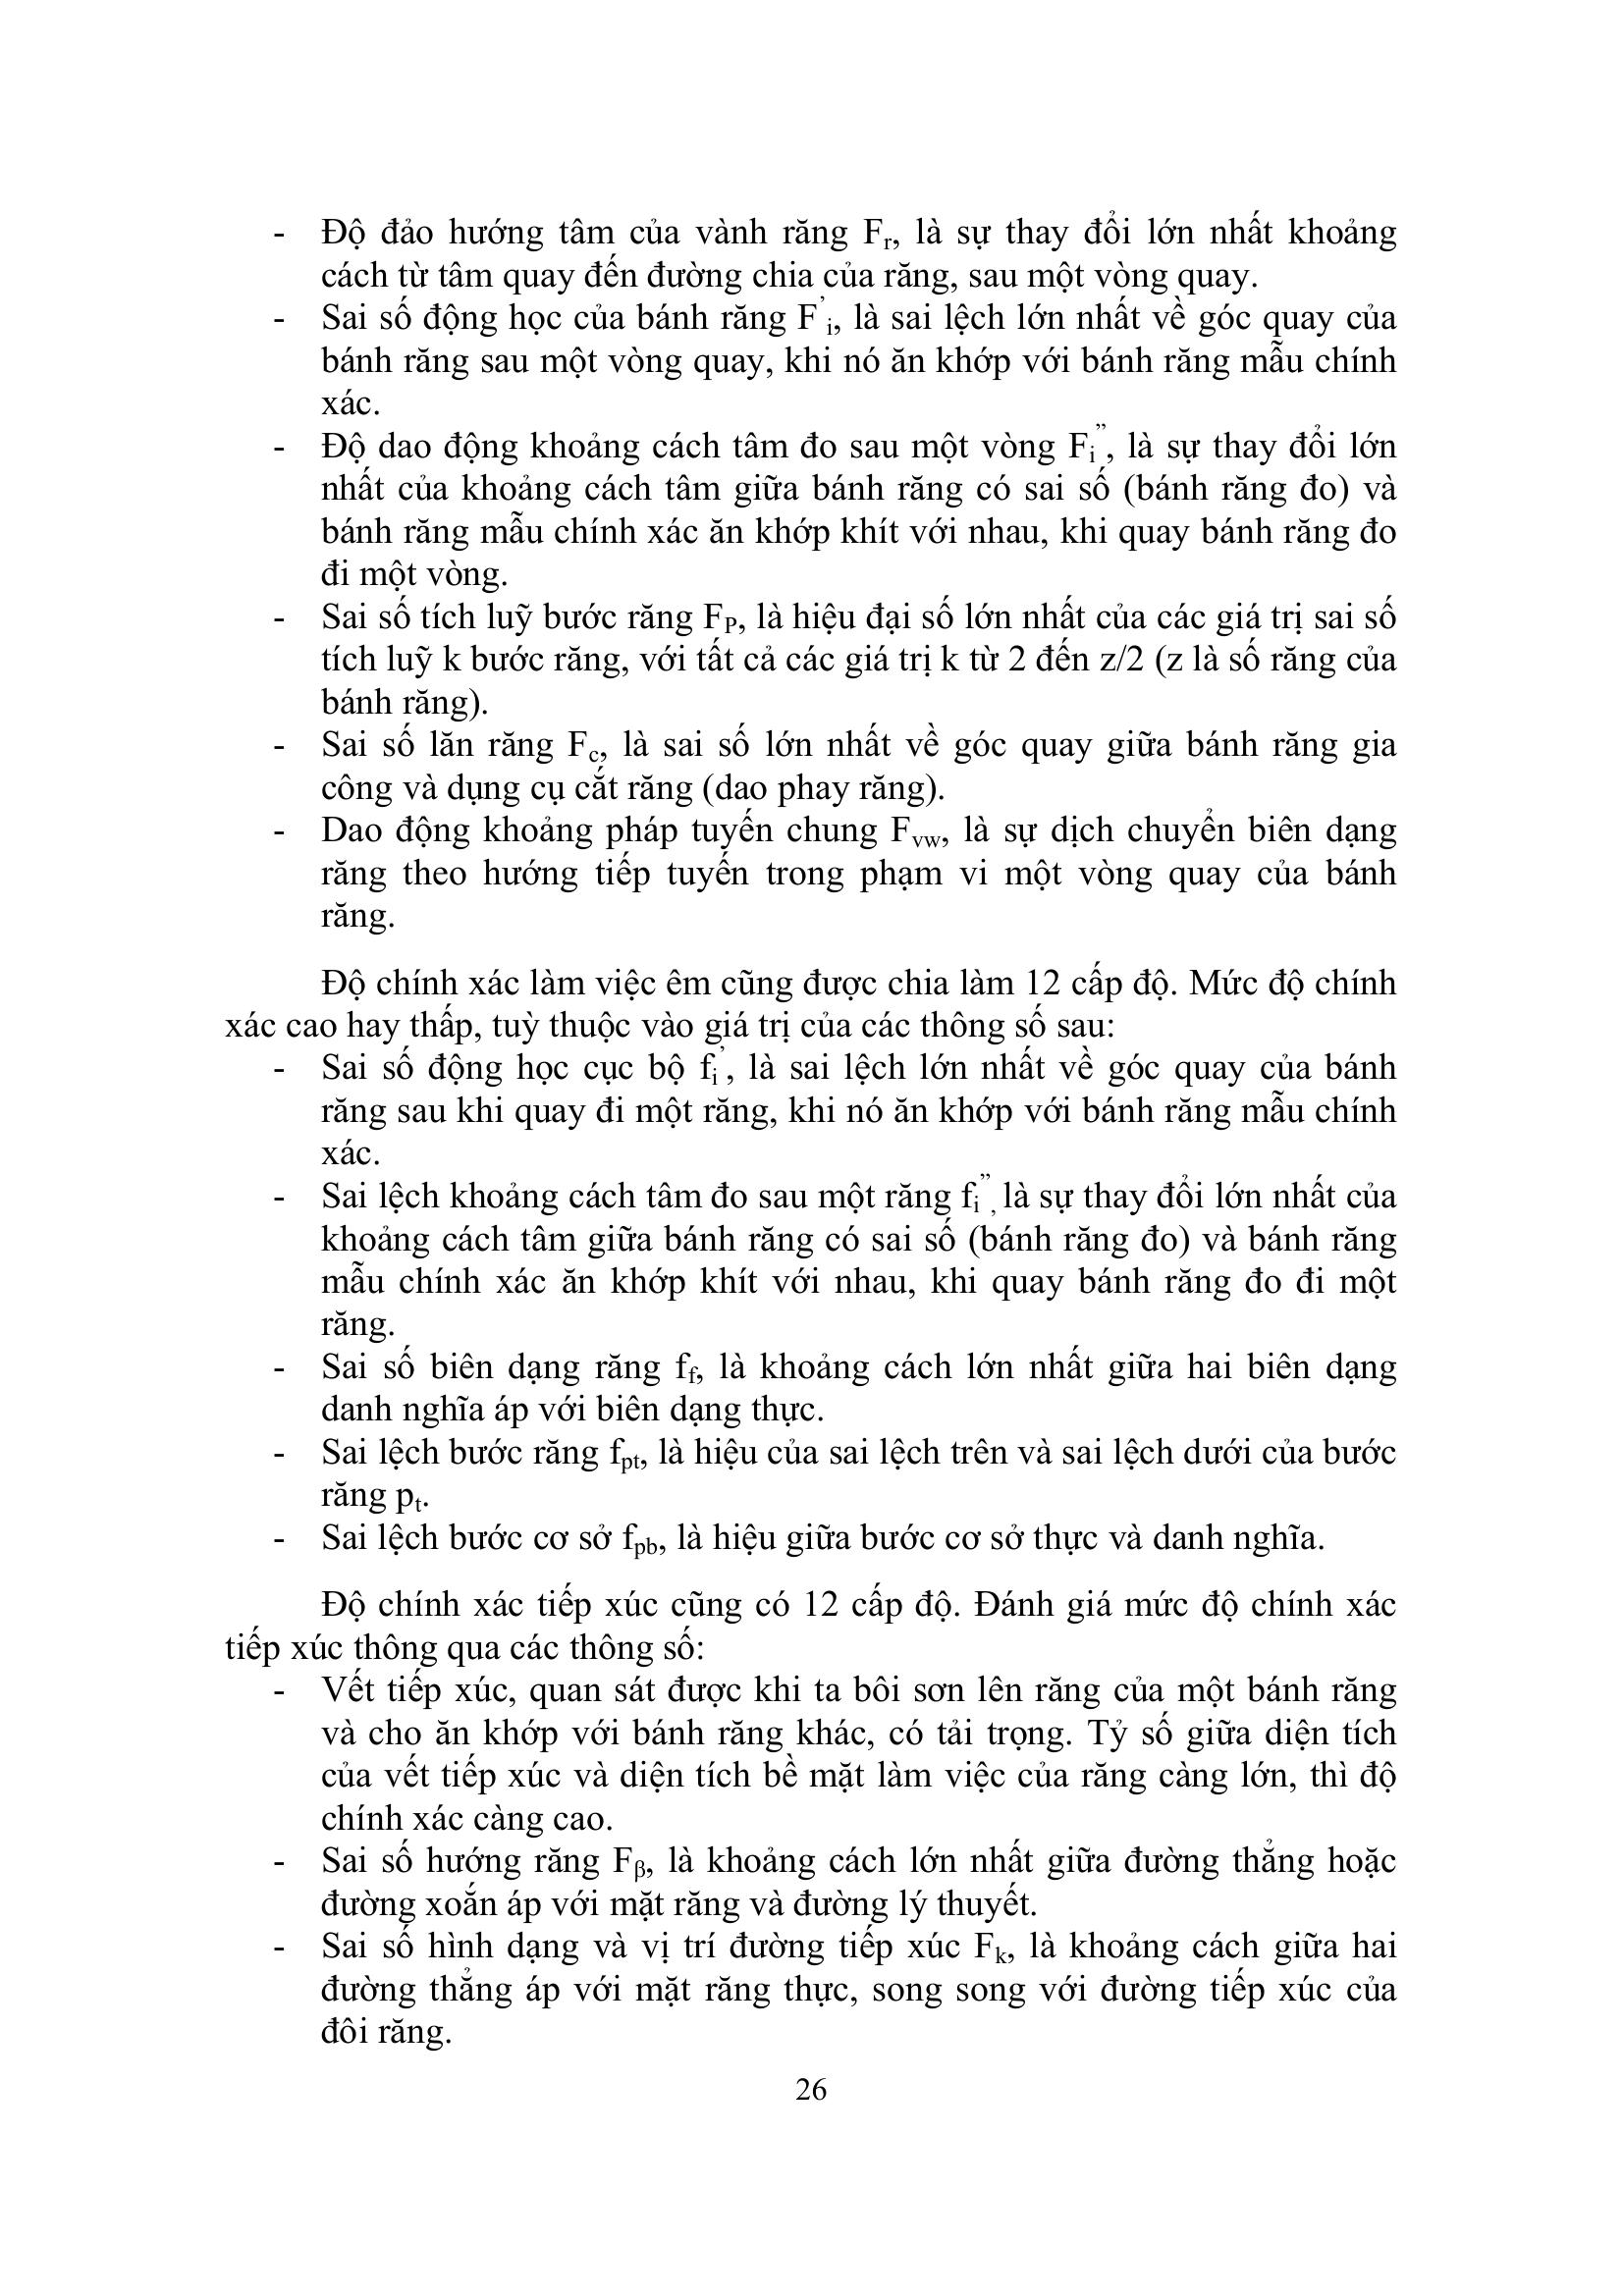 - Độ đảo hướng tâm của vành răng Fr, là sự thay đổi lớn nhất khoảng
cách từ tâm quay đến đường chia của răng, sau một vòng quay.
- Sai số động học của bánh răng F’i, là sai lệch lớn nhất về góc quay của
bánh răng sau một vòng quay, khi nó ăn khớp với bánh răng mẫu chính
xác.
- Độ dao động khoảng cách tâm đo sau một vòng Fi”, là sự thay đổi lớn
nhất của khoảng cách tâm giữa bánh răng có sai số (bánh răng đo) và
bánh răng mẫu chính xác ăn khớp khít với nhau, khi quay bánh răng đo
đi một vòng.
- Sai số tích luỹ bước răng FP, là hiệu đại số lớn nhất của các giá trị sai số
tích luỹ k bước răng, với tất cả các giá trị k từ 2 đến z/2 (z là số răng của
bánh răng).
- Sai số lăn răng Fc, là sai số lớn nhất về góc quay giữa bánh răng gia
công và dụng cụ cắt răng (dao phay răng).
- Dao động khoảng pháp tuyến chung Fvw, là sự dịch chuyển biên dạng
răng theo hướng tiếp tuyến trong phạm vi một vòng quay của bánh
răng.
Độ chính xác làm việc êm cũng được chia làm 12 cấp độ. Mức độ chính
xác cao hay thấp, tuỳ thuộc vào giá trị của các thông số sau:
- Sai số động học cục bộ fi’, là sai lệch lớn nhất về góc quay của bánh
răng sau khi quay đi một răng, khi nó ăn khớp với bánh răng mẫu chính
xác.
- Sai lệch khoảng cách tâm đo sau một răng fi”, là sự thay đổi lớn nhất của
khoảng cách tâm giữa bánh răng có sai số (bánh răng đo) và bánh răng
mẫu chính xác ăn khớp khít với nhau, khi quay bánh răng đo đi một
răng.
- Sai số biên dạng răng ff, là khoảng cách lớn nhất giữa hai biên dạng
danh nghĩa áp với biên dạng thực.
- Sai lệch bước răng fpt, là hiệu của sai lệch trên và sai lệch dưới của bước
răng pt.
- Sai lệch bước cơ sở fpb, là hiệu giữa bước cơ sở thực và danh nghĩa.
Độ chính xác tiếp xúc cũng có 12 cấp độ. Đánh giá mức độ chính xác
tiếp xúc thông qua các thông số:
- Vết tiếp xúc, quan sát được khi ta bôi sơn lên răng của một bánh răng
và cho ăn khớp với bánh răng khác, có tải trọng. Tỷ số giữa diện tích
của vết tiếp xúc và diện tích bề mặt làm việc của răng càng lớn, thì độ
chính xác càng cao.
- Sai số hướng răng Fβ, là khoảng cách lớn nhất giữa đường thẳng hoặc
đường xoắn áp với mặt răng và đường lý thuyết.
- Sai số hình dạng và vị trí đường tiếp xúc Fk, là khoảng cách giữa hai
đường thẳng áp với mặt răng thực, song song với đường tiếp xúc của
đôi răng.
26